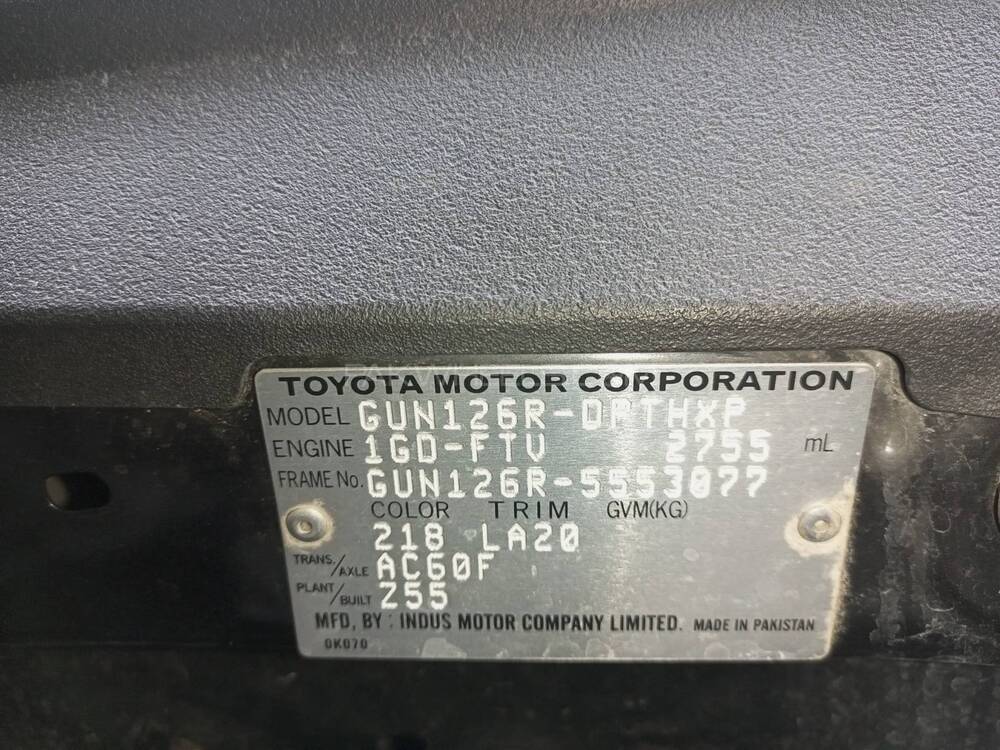 TOYOTA MOTOR CORPORATION
MODEL GUN126R-DPTHXP
ENGINE 1GD-FTV 2755 mL
FRAME No. GUN126R-5553077
COLOR TRIM GVM(KG)
218 LA20
TRANS./AXLE AC60F
PLANT/BUILT Z55
MFD, BY : INDUS MOTOR COMPANY LIMITED. MADE IN PAKISTAN
0K070